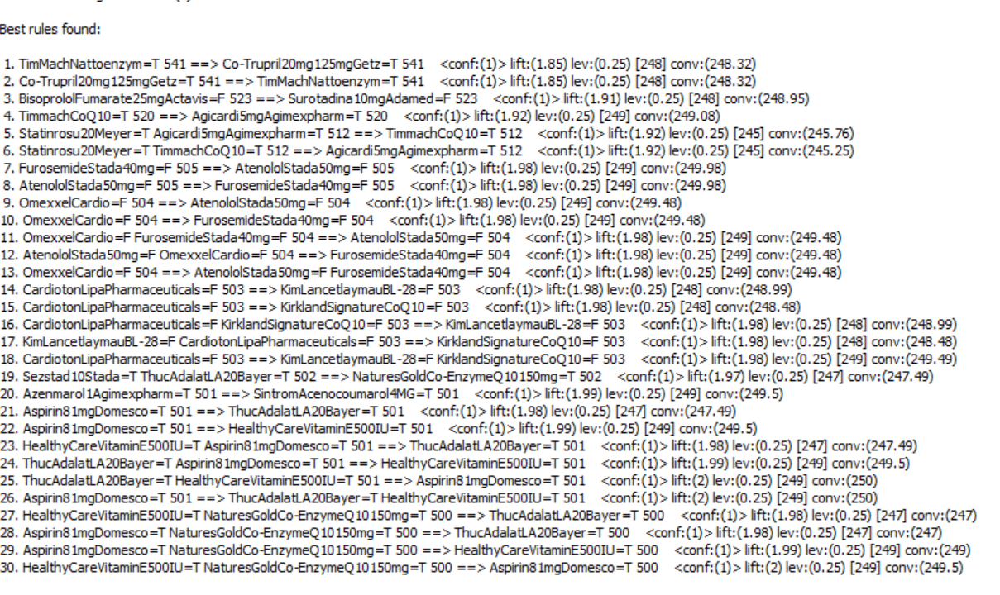 Best rules found:
1. TimMachNattoenzym=T 541 ==> Co-Trupril20mg125mgGetz=T 541 <conf:(1)> lift:(1.85) lev:(0.25) [248] conv:(248.32)
2. Co-Trupril20mg125mgGetz=T 541 ==> TimMachNattoenzym=T 541 <conf:(1)> lift:(1.85) lev:(0.25) [248] conv:(248.32)
3. BisoprololFumarate25mgActavis=F 523 ==> Surotadina10mgAdamed=F 523 <conf:(1)> lift:(1.91) lev:(0.25) [248] conv:(248.95)
4. TimmachCoQ10=T 520 ==> Agicardi5mgAgimexpharm=T 520 <conf:(1)> lift:(1.92) lev:(0.25) [249] conv:(249.08)
5. Statinrosu20Meyer=T Agicardi5mgAgimexpharm=T 512 ==> TimmachCoQ10=T 512 <conf:(1)> lift:(1.92) lev:(0.25) [245] conv:(245.76)
6. Statinrosu20Meyer=T TimmachCoQ10=T 512 ==> Agicardi5mgAgimexpharm=T 512 <conf:(1)> lift:(1.92) lev:(0.25) [245] conv:(245.25)
7. FurosemideStada40mg=F 505 ==> AtenololStada50mg=F 505 <conf:(1)> lift:(1.98) lev:(0.25) [249] conv:(249.98)
8. AtenololStada50mg=F 505 ==> FurosemideStada40mg=F 505 <conf:(1)> lift:(1.98) lev:(0.25) [249] conv:(249.98)
9. OmexxelCardio=F 504 ==> AtenololStada50mg=F 504 <conf:(1)> lift:(1.98) lev:(0.25) [249] conv:(249.48)
10. OmexxelCardio=F 504 ==> FurosemideStada40mg=F 504 <conf:(1)> lift:(1.98) lev:(0.25) [249] conv:(249.48)
11. OmexxelCardio=F FurosemideStada40mg=F 504 ==> AtenololStada50mg=F 504 <conf:(1)> lift:(1.98) lev:(0.25) [249] conv:(249.48)
12. AtenololStada50mg=F OmexxelCardio=F 504 ==> FurosemideStada40mg=F 504 <conf:(1)> lift:(1.98) lev:(0.25) [249] conv:(249.48)
13. OmexxelCardio=F 504 ==> AtenololStada50mg=F FurosemideStada40mg=F 504 <conf:(1)> lift:(1.98) lev:(0.25) [249] conv:(249.48)
14. CardiotonLipaPharmaceuticals=F 503 ==> KimLancetlaymauBL-28=F 503 <conf:(1)> lift:(1.98) lev:(0.25) [248] conv:(248.99)
15. CardiotonLipaPharmaceuticals=F 503 ==> KirklandSignatureCoQ10=F 503 <conf:(1)> lift:(1.98) lev:(0.25) [248] conv:(248.48)
16. CardiotonLipaPharmaceuticals=F KirklandSignatureCoQ10=F 503 ==> KimLancetlaymauBL-28=F 503 <conf:(1)> lift:(1.98) lev:(0.25) [248] conv:(248.99)
17. KimLancetlaymauBL-28=F CardiotonLipaPharmaceuticals=F 503 ==> KirklandSignatureCoQ10=F 503 <conf:(1)> lift:(1.98) lev:(0.25) [248] conv:(248.48)
18. CardiotonLipaPharmaceuticals=F 503 ==> KimLancetlaymauBL-28=F KirklandSignatureCoQ10=F 503 <conf:(1)> lift:(1.98) lev:(0.25) [249] conv:(249.49)
19. Sezstad10Stada=T ThucAdalatLA20Bayer=T 502 ==> NaturesGoldCo-EnzymeQ10150mg=T 502 <conf:(1)> lift:(1.97) lev:(0.25) [247] conv:(247.49)
20. Azenmarol1Agimexpharm=T 501 ==> SintromAcenocoumarol4MG=T 501 <conf:(1)> lift:(1.99) lev:(0.25) [249] conv:(249.5)
21. Aspirin81mgDomesco=T 501 ==> ThucAdalatLA20Bayer=T 501 <conf:(1)> lift:(1.98) lev:(0.25) [247] conv:(247.49)
22. Aspirin81mgDomesco=T 501 ==> HealthyCareVitaminE500IU=T 501 <conf:(1)> lift:(1.99) lev:(0.25) [249] conv:(249.5)
23. HealthyCareVitaminE500IU=T Aspirin81mgDomesco=T 501 ==> ThucAdalatLA20Bayer=T 501 <conf:(1)> lift:(1.98) lev:(0.25) [247] conv:(247.49)
24. ThucAdalatLA20Bayer=T Aspirin81mgDomesco=T 501 ==> HealthyCareVitaminE500IU=T 501 <conf:(1)> lift:(1.99) lev:(0.25) [249] conv:(249.5)
25. ThucAdalatLA20Bayer=T HealthyCareVitaminE500IU=T 501 ==> Aspirin81mgDomesco=T 501 <conf:(1)> lift:(2) lev:(0.25) [249] conv:(250)
26. Aspirin81mgDomesco=T 501 ==> ThucAdalatLA20Bayer=T HealthyCareVitaminE500IU=T 501 <conf:(1)> lift:(2) lev:(0.25) [249] conv:(250)
27. HealthyCareVitaminE500IU=T NaturesGoldCo-EnzymeQ10150mg=T 500 ==> ThucAdalatLA20Bayer=T 500 <conf:(1)> lift:(1.98) lev:(0.25) [247] conv:(247)
28. Aspirin81mgDomesco=T NaturesGoldCo-EnzymeQ10150mg=T 500 ==> ThucAdalatLA20Bayer=T 500 <conf:(1)> lift:(1.98) lev:(0.25) [247] conv:(247)
29. Aspirin81mgDomesco=T NaturesGoldCo-EnzymeQ10150mg=T 500 ==> HealthyCareVitaminE500IU=T 500 <conf:(1)> lift:(1.99) lev:(0.25) [249] conv:(249)
30. HealthyCareVitaminE500IU=T NaturesGoldCo-EnzymeQ10150mg=T 500 ==> Aspirin81mgDomesco=T 500 <conf:(1)> lift:(2) lev:(0.25) [249] conv:(249.5)